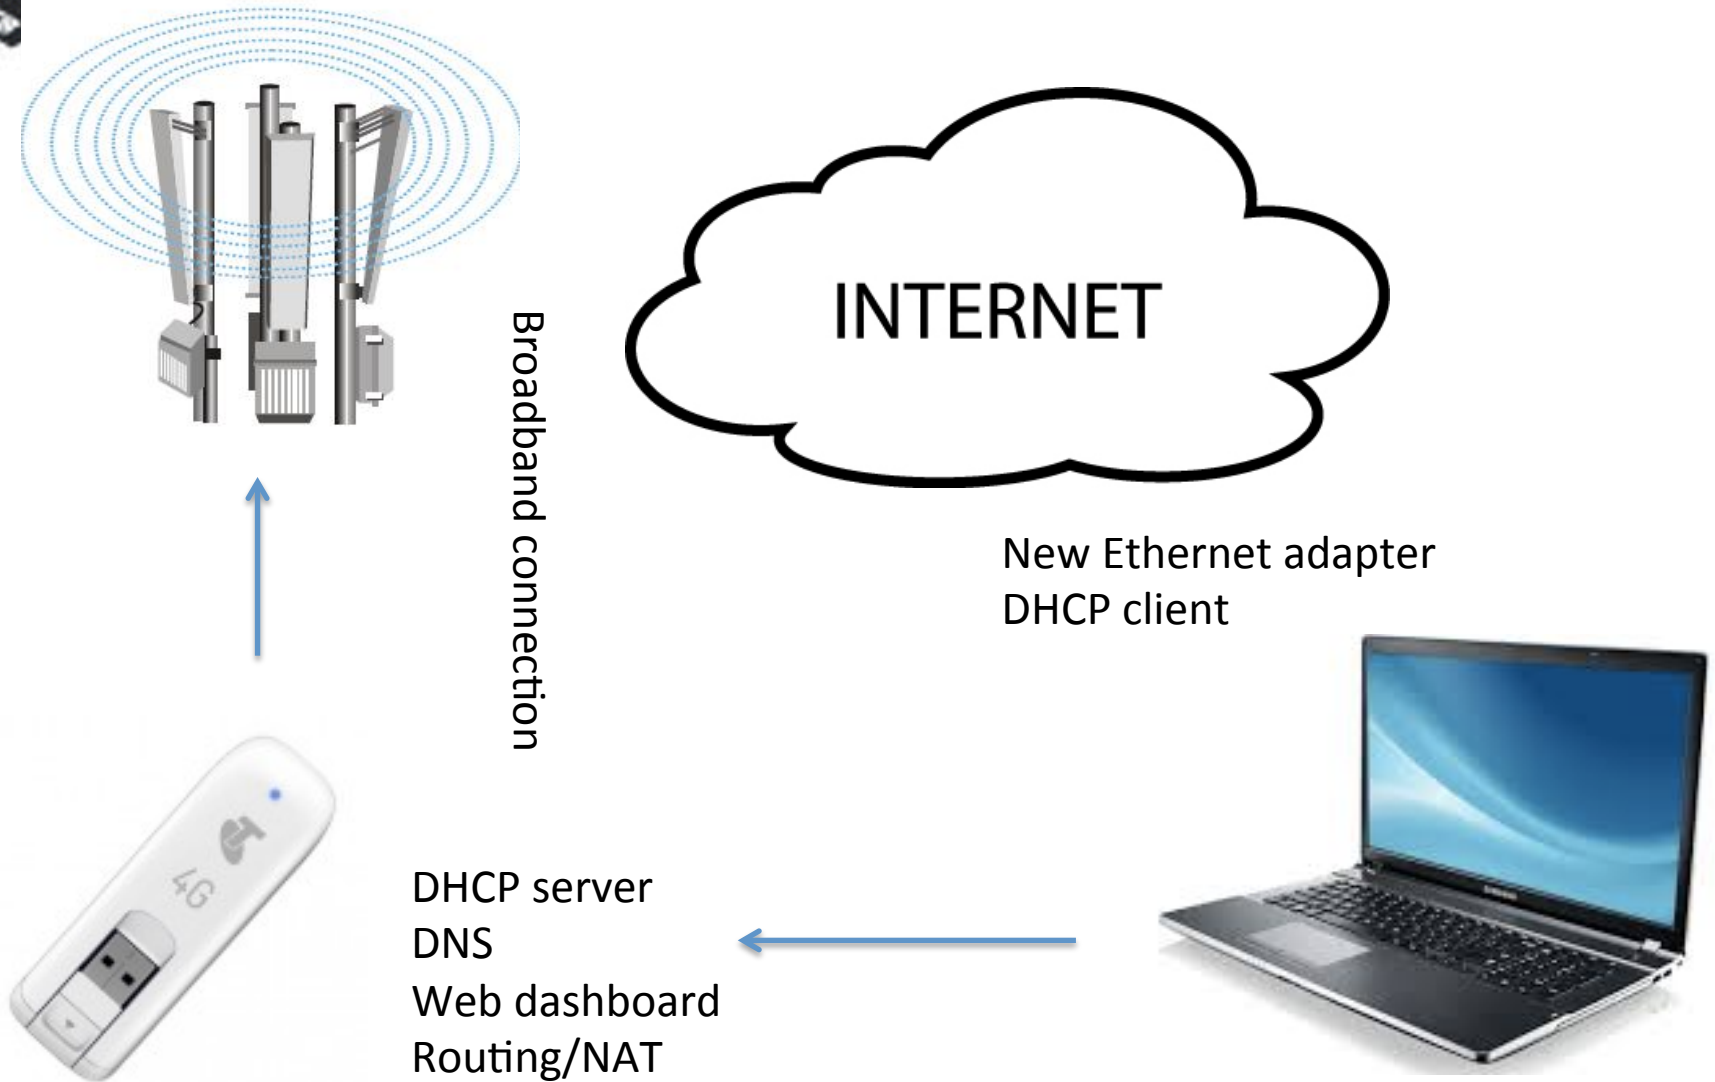 INTERNET
Broadband connection
New Ethernet adapter
DHCP client
4G
DHCP server
DNS
Web dashboard
Routing/NAT